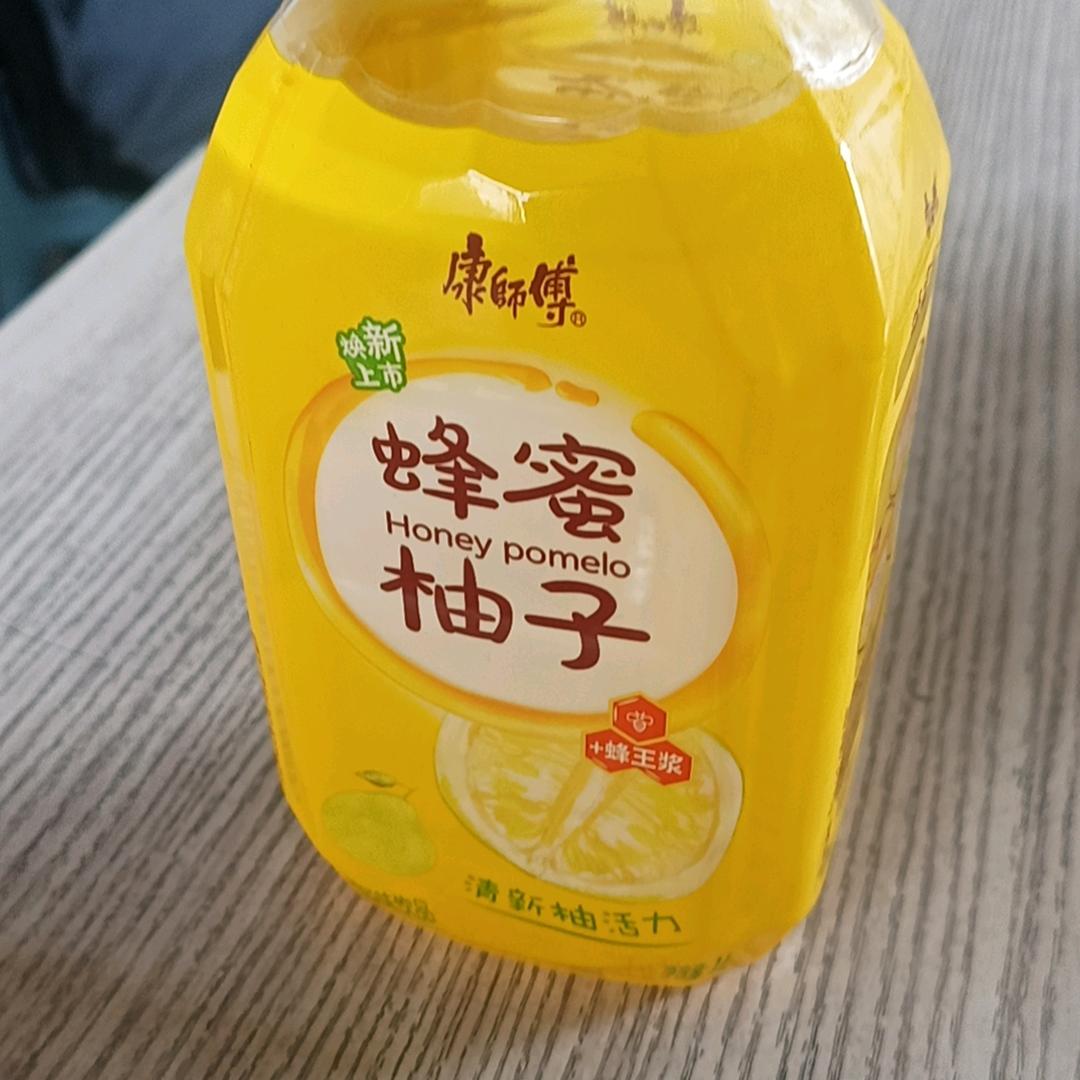 康師傅®
焕新
上市
蜂蜜
Honey pomelo
柚子
+蜂王浆
清新柚活力